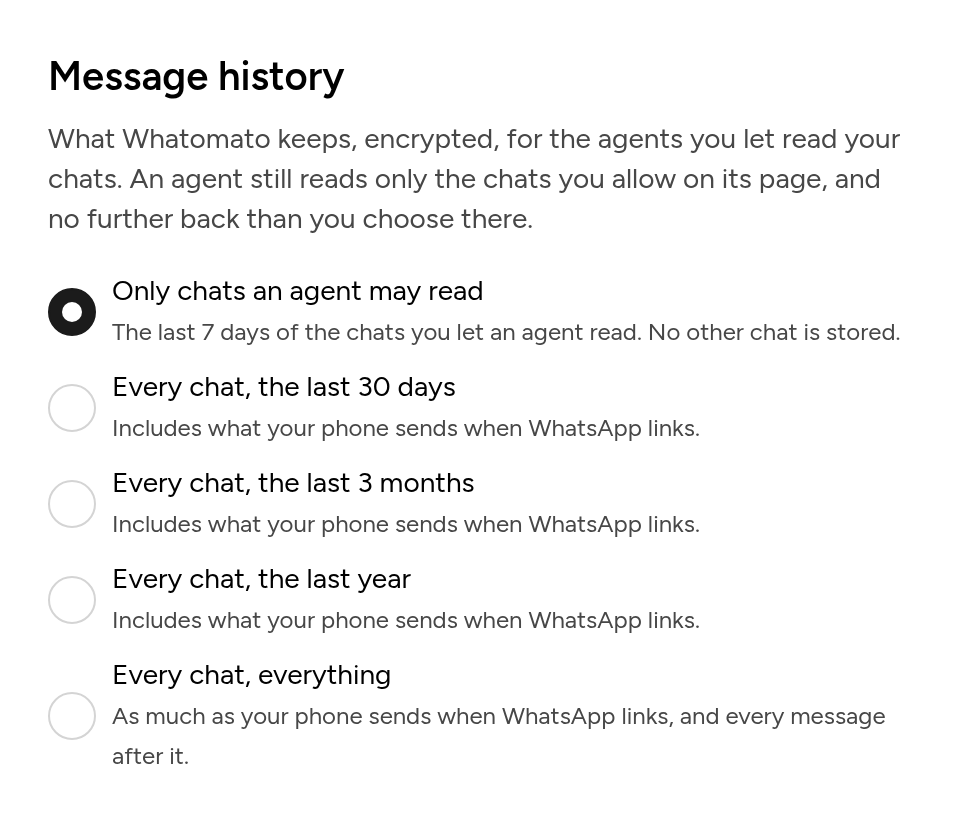 Message history
What Whatomato keeps, encrypted, for the agents you let read your
chats. An agent still reads only the chats you allow on its page, and
no further back than you choose there.
Only chats an agent may read
The last 7 days of the chats you let an agent read. No other chat is stored.
Every chat, the last 30 days
Includes what your phone sends when WhatsApp links.
Every chat, the last 3 months
Includes what your phone sends when WhatsApp links.
Every chat, the last year
Includes what your phone sends when WhatsApp links.
Every chat, everything
As much as your phone sends when WhatsApp links, and every message
after it.